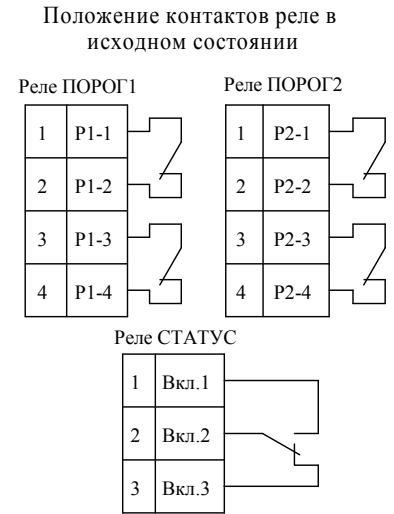 Положение контактов реле в
исходном состоянии
Реле ПОРОГ1
1 P1-1
2 P1-2
3 P1-3
4 P1-4
Реле ПОРОГ2
1 P2-1
2 P2-2
3 P2-3
4 P2-4
Реле СТАТУС
1 Вкл.1
2 Вкл.2
3 Вкл.3